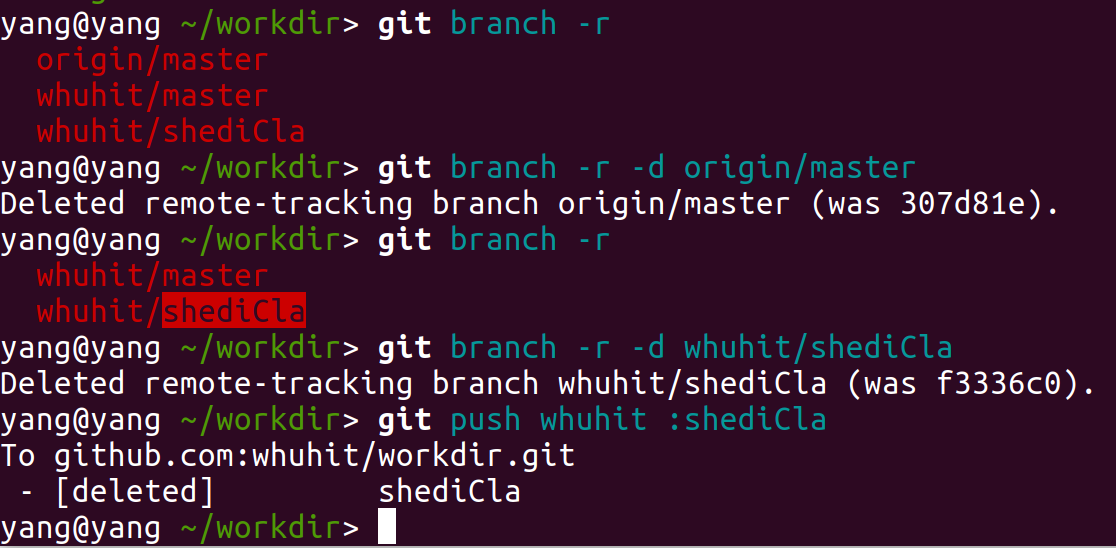 yang@yang ~/workdir> git branch -r
  origin/master
  whuhit/master
  whuhit/shediCla
yang@yang ~/workdir> git branch -r -d origin/master
Deleted remote-tracking branch origin/master (was 307d81e).
yang@yang ~/workdir> git branch -r
  whuhit/master
  whuhit/shediCla
yang@yang ~/workdir> git branch -r -d whuhit/shediCla
Deleted remote-tracking branch whuhit/shediCla (was f3336c0).
yang@yang ~/workdir> git push whuhit :shediCla
To github.com:whuhit/workdir.git
 - [deleted]         shediCla
yang@yang ~/workdir>